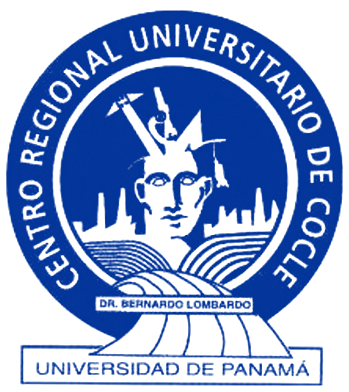 CENTRO REGIONAL UNIVERSITARIO DE COCLE
DR. BERNARDO LOMBARDO
UNIVERSIDAD DE PANAMÁ